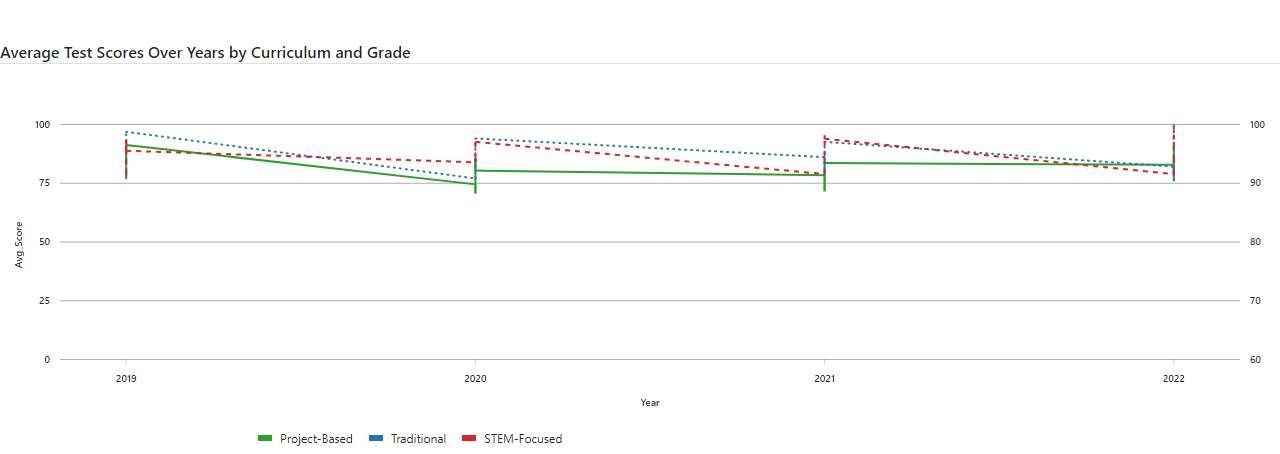 Average Test Scores Over Years by Curriculum and Grade
100 100
75 90
50 80
Avg_Score
25 70
0 60
2019 2020 2021 2022
Year
Project-Based Traditional STEM-Focused